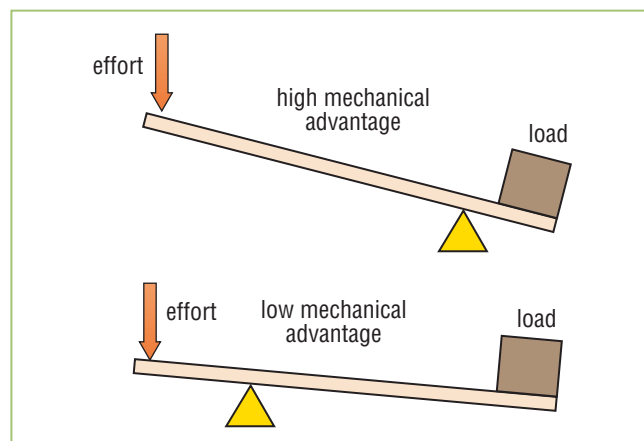 effort
high mechanical
advantage
load
effort
low mechanical
advantage
load